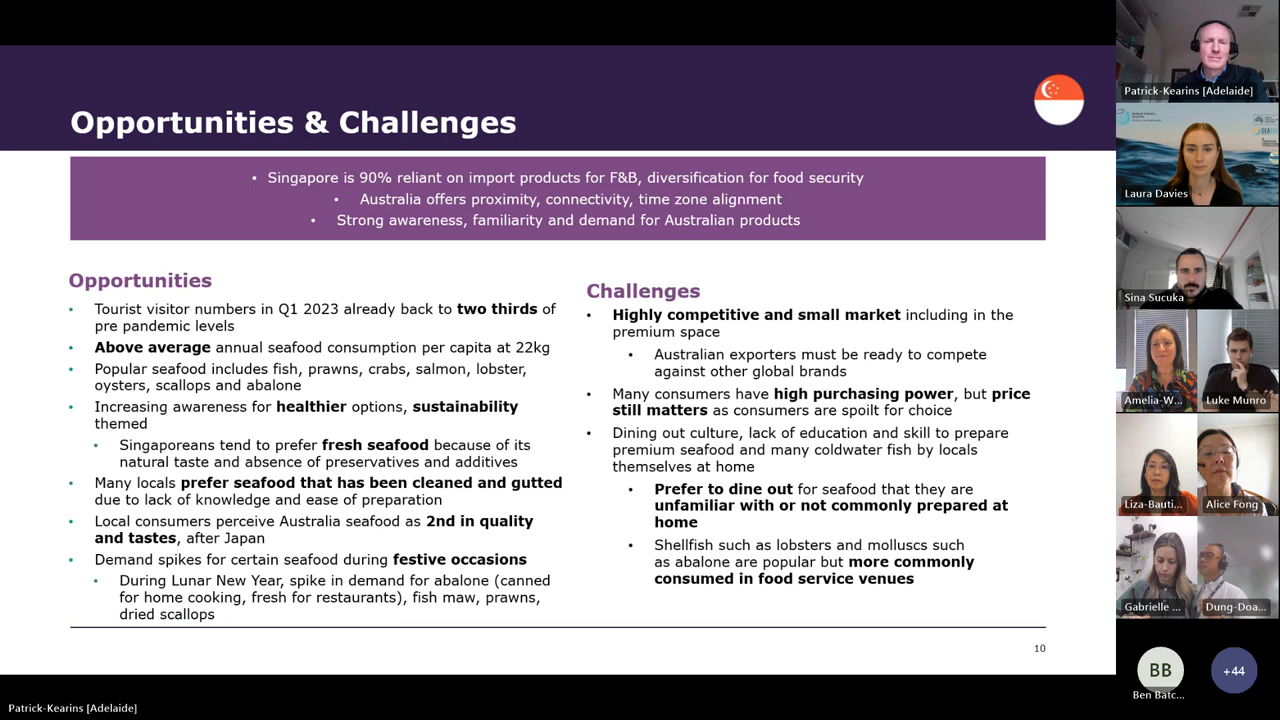 Opportunities & Challenges
• Singapore is 90% reliant on import products for F&B, diversification for food security
• Australia offers proximity, connectivity, time zone alignment
• Strong awareness, familiarity and demand for Australian products
Opportunities
• Tourist visitor numbers in Q1 2023 already back to two thirds of
pre pandemic levels
• Above average annual seafood consumption per capita at 22kg
• Popular seafood includes fish, prawns, crabs, salmon, lobster,
oysters, scallops and abalone
• Increasing awareness for healthier options, sustainability
themed
• Singaporeans tend to prefer fresh seafood because of its
natural taste and absence of preservatives and additives
• Many locals prefer seafood that has been cleaned and gutted
due to lack of knowledge and ease of preparation
• Local consumers perceive Australia seafood as 2nd in quality
and tastes, after Japan
• Demand spikes for certain seafood during festive occasions
• During Lunar New Year, spike in demand for abalone (canned
for home cooking, fresh for restaurants), fish maw, prawns,
dried scallops
Challenges
• Highly competitive and small market including in the
premium space
• Australian exporters must be ready to compete
against other global brands
• Many consumers have high purchasing power, but price
still matters as consumers are spoilt for choice
• Dining out culture, lack of education and skill to prepare
premium seafood and many coldwater fish by locals
themselves at home
• Prefer to dine out for seafood that they are
unfamiliar with or not commonly prepared at
home
• Shellfish such as lobsters and molluscs such
as abalone are popular but more commonly
consumed in food service venues
10
Patrick-Kearins [Adelaide]
Patrick-Kearins [Adelaide]
Laura Davies
Sina Sucuka
Amelia-W...
Luke Munro
Liza-Bauti...
Alice Fong
Gabrielle ...
Dung-Doa...
BB
Ben Batc...
+44